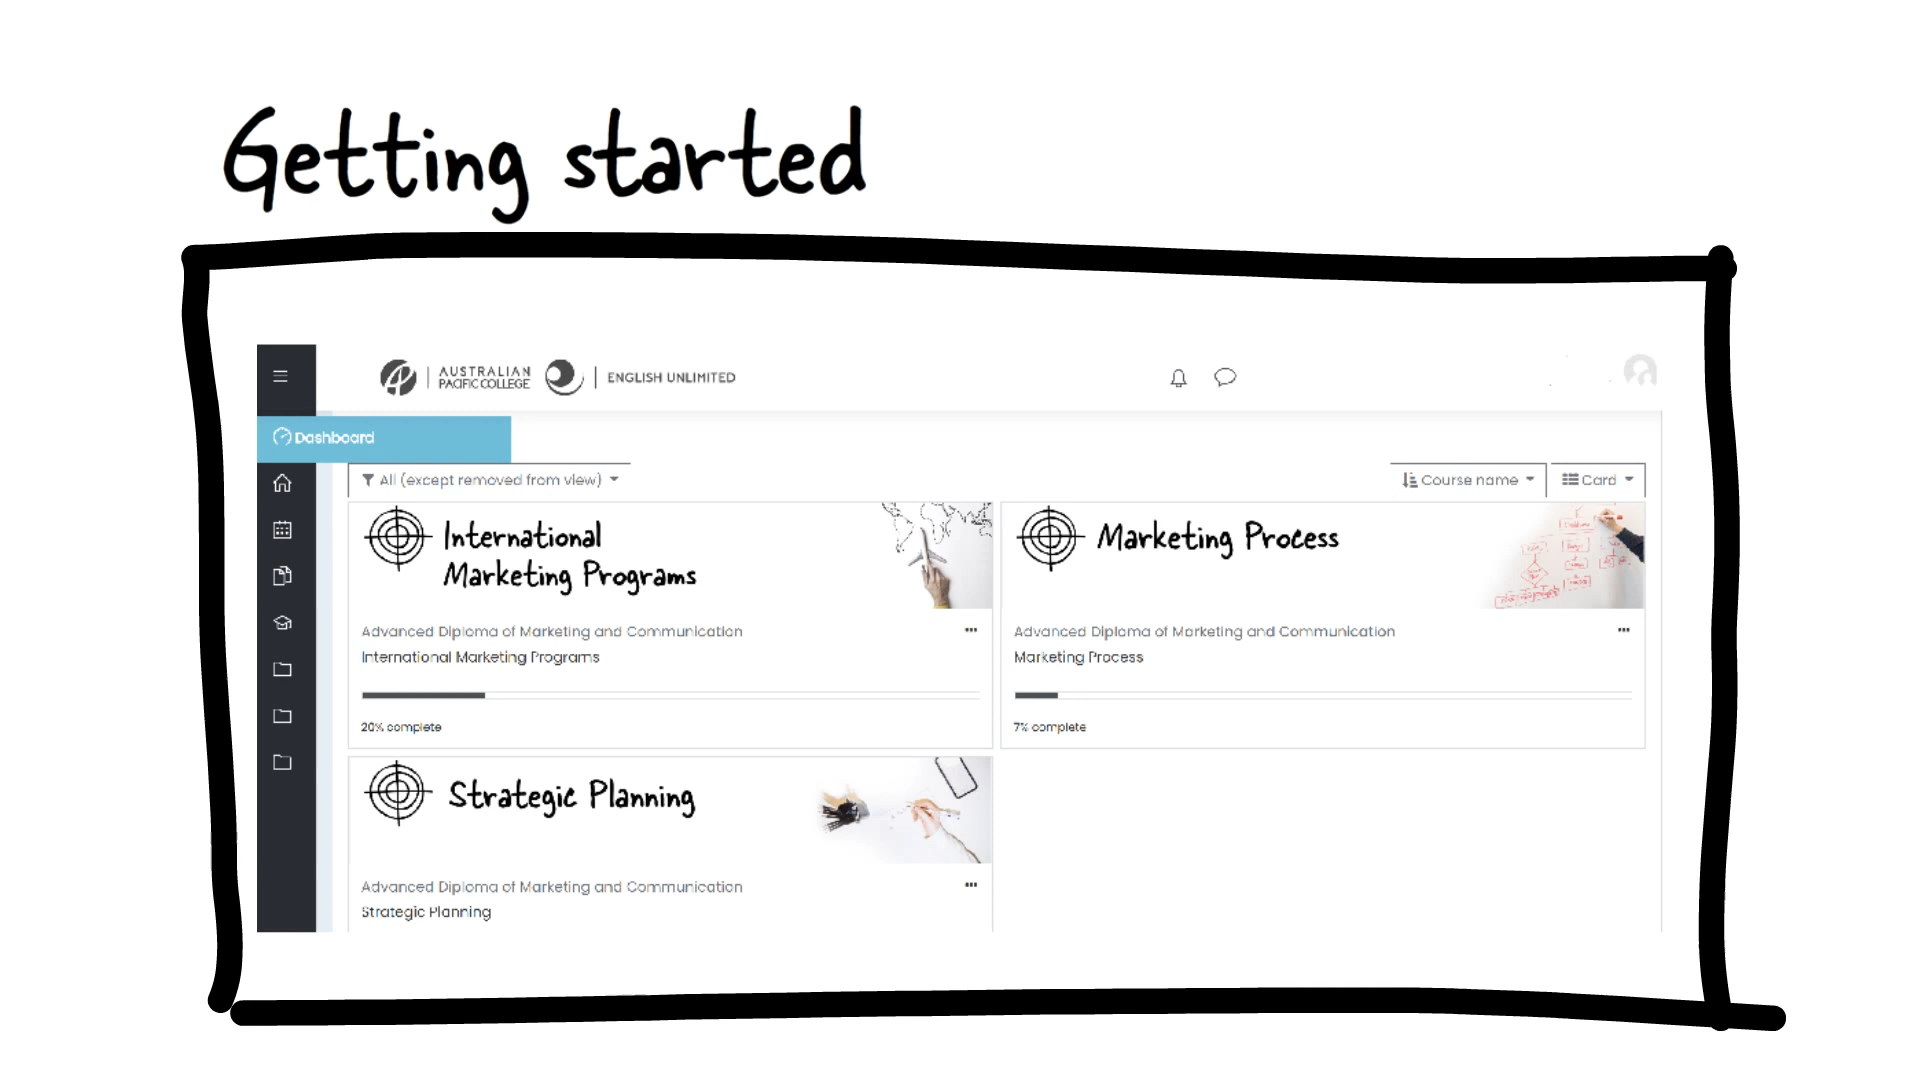 Getting started
AUSTRALIAN
PACIFIC COLLEGE
ENGLISH UNLIMITED
Dashboard
All (except removed from view)
Course name
Card
International
Marketing Programs
Marketing Process
Advanced Diploma of Marketing and Communication
International Marketing Programs
20% complete
Advanced Diploma of Marketing and Communication
Marketing Process
7% complete
Strategic Planning
Advanced Diploma of Marketing and Communication
Strategic Planning